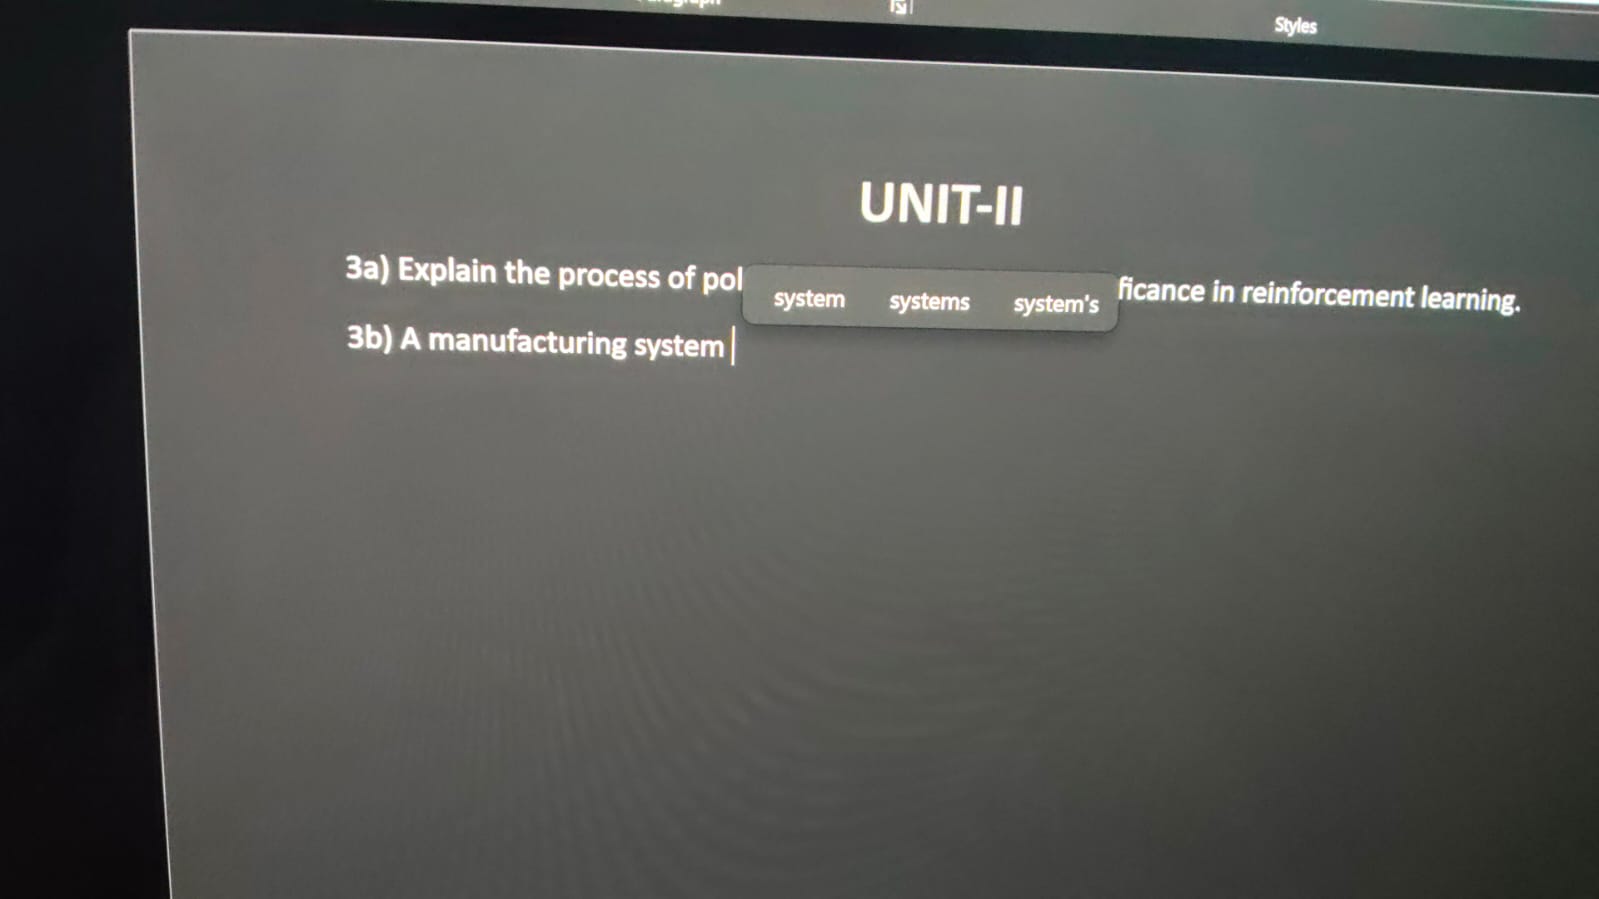 Styles
UNIT-II
3a) Explain the process of pol
system systems system's
ficance in reinforcement learning.
3b) A manufacturing system